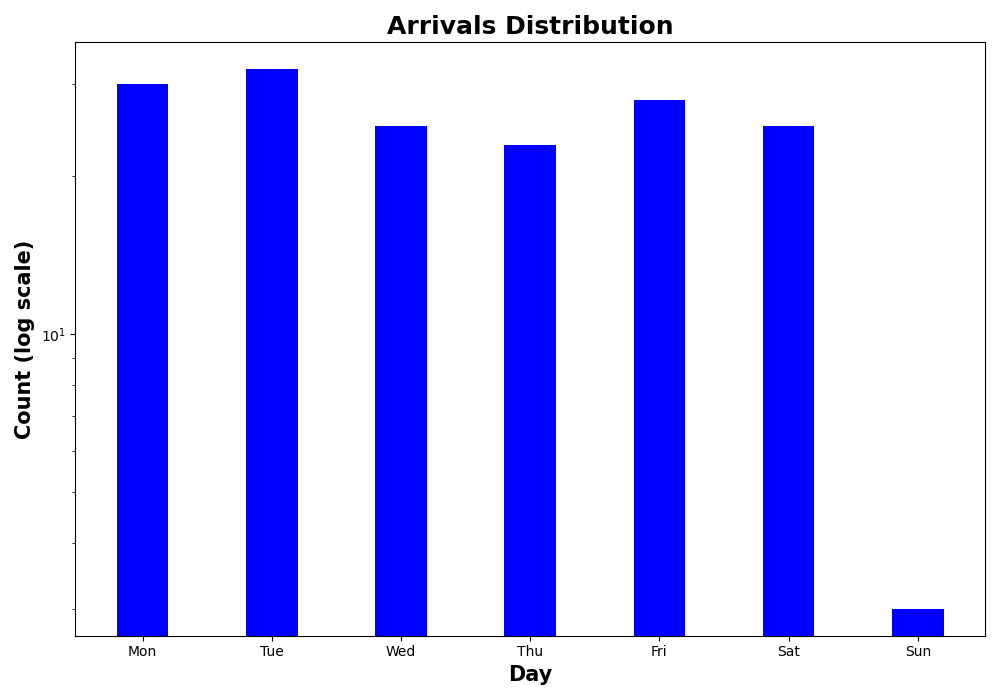 Arrivals Distribution
Count (log scale)
10¹
Mon Tue Wed Thu Fri Sat Sun
Day